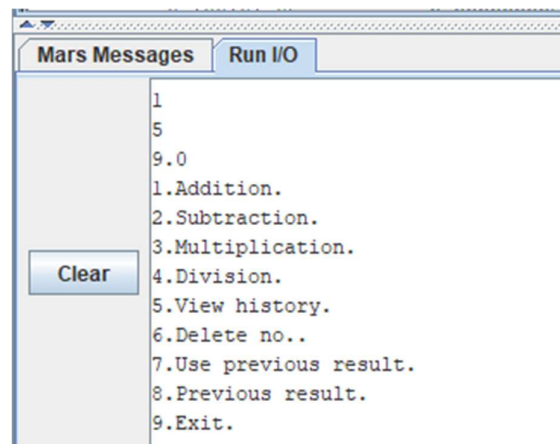 Mars Messages Run I/O
1
5
9.0
1.Addition.
2.Subtraction.
3.Multiplication.
4.Division.
Clear
5.View history.
6.Delete no..
7.Use previous result.
8.Previous result.
9.Exit.